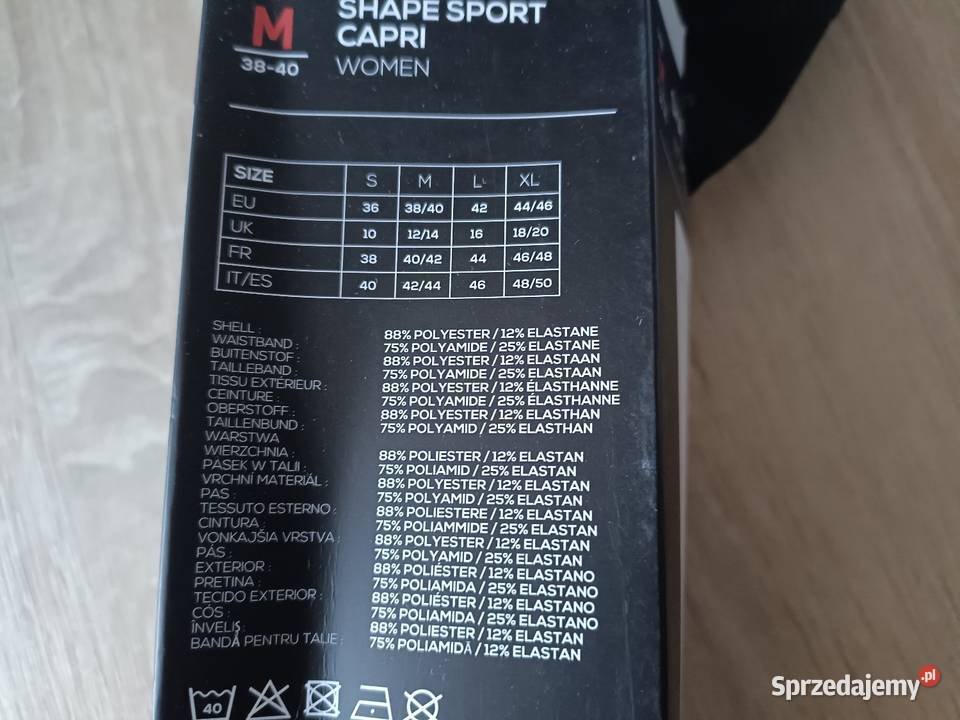 M
38-40
SHAPE SPORT
CAPRI
WOMEN
SIZE S M L XL
EU 36 38/40 42 44/46
UK 10 12/14 16 18/20
FR 38 40/42 44 46/48
IT/ES 40 42/44 46 48/50
SHELL : 88% POLYESTER / 12% ELASTANE
WAISTBAND : 75% POLYAMIDE / 25% ELASTANE
BUITENSTOF : 88% POLYESTER / 12% ELASTAAN
TAILLEBAND : 75% POLYAMIDE / 25% ELASTAAN
TISSU EXTÉRIEUR : 88% POLYESTER / 12% ÉLASTHANNE
CEINTURE : 75% POLYAMIDE / 25% ÉLASTHANNE
OBERSTOFF : 88% POLYESTER / 12% ELASTHAN
TAILLENBUND : 75% POLYAMID / 25% ELASTHAN
WARSTWA
WIERZCHNIA : 88% POLIESTER / 12% ELASTAN
PASEK W TALII : 75% POLIAMID / 25% ELASTAN
VRCHNÍ MATERIÁL : 88% POLYESTER / 12% ELASTAN
PAS : 75% POLYAMID / 25% ELASTAN
TESSUTO ESTERNO : 88% POLIESTERE / 12% ELASTAN
CINTURA : 75% POLIAMMIDE / 25% ELASTAN
VONKAJŠIA VRSTVA : 88% POLYESTER / 12% ELASTAN
PÁS : 75% POLYAMID / 25% ELASTAN
EXTERIOR : 88% POLIÉSTER / 12% ELASTANO
PRETINA : 75% POLIAMIDA / 25% ELASTANO
TECIDO EXTERIOR : 88% POLIÉSTER / 12% ELASTANO
CÓS : 75% POLIAMIDA / 25% ELASTANO
ÎNVELIȘ : 88% POLIESTER / 12% ELASTAN
BANDĂ PENTRU TALIE : 75% POLIAMIDĂ / 12% ELASTAN
40
Sprzedajemy.pl